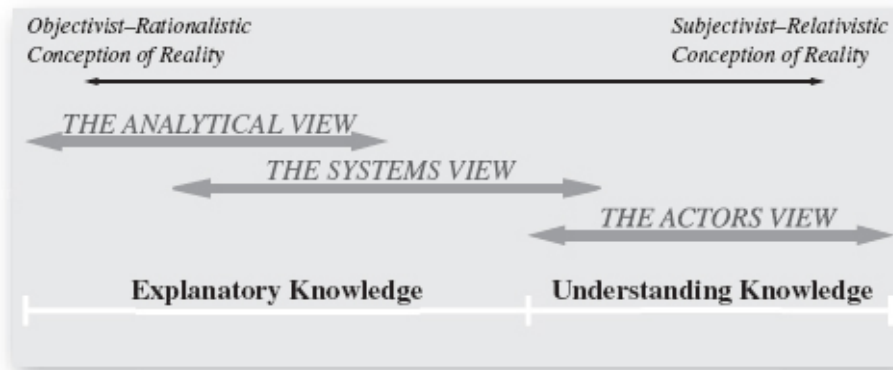 Objectivist–Rationalistic
Conception of Reality
Subjectivist–Relativistic
Conception of Reality
THE ANALYTICAL VIEW
THE SYSTEMS VIEW
THE ACTORS VIEW
Explanatory Knowledge
Understanding Knowledge